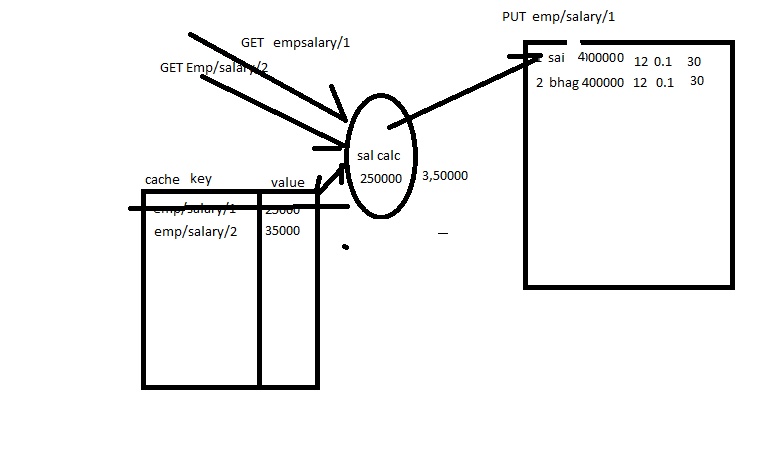 PUT emp/salary/1
GET empsalary/1
GET Emp/salary/2
sai 400000 12 0.1 30
2 bhag 400000 12 0.1 30
sal calc
250000
3,50000
cache key value
emp/salary/1 25000
emp/salary/2 35000